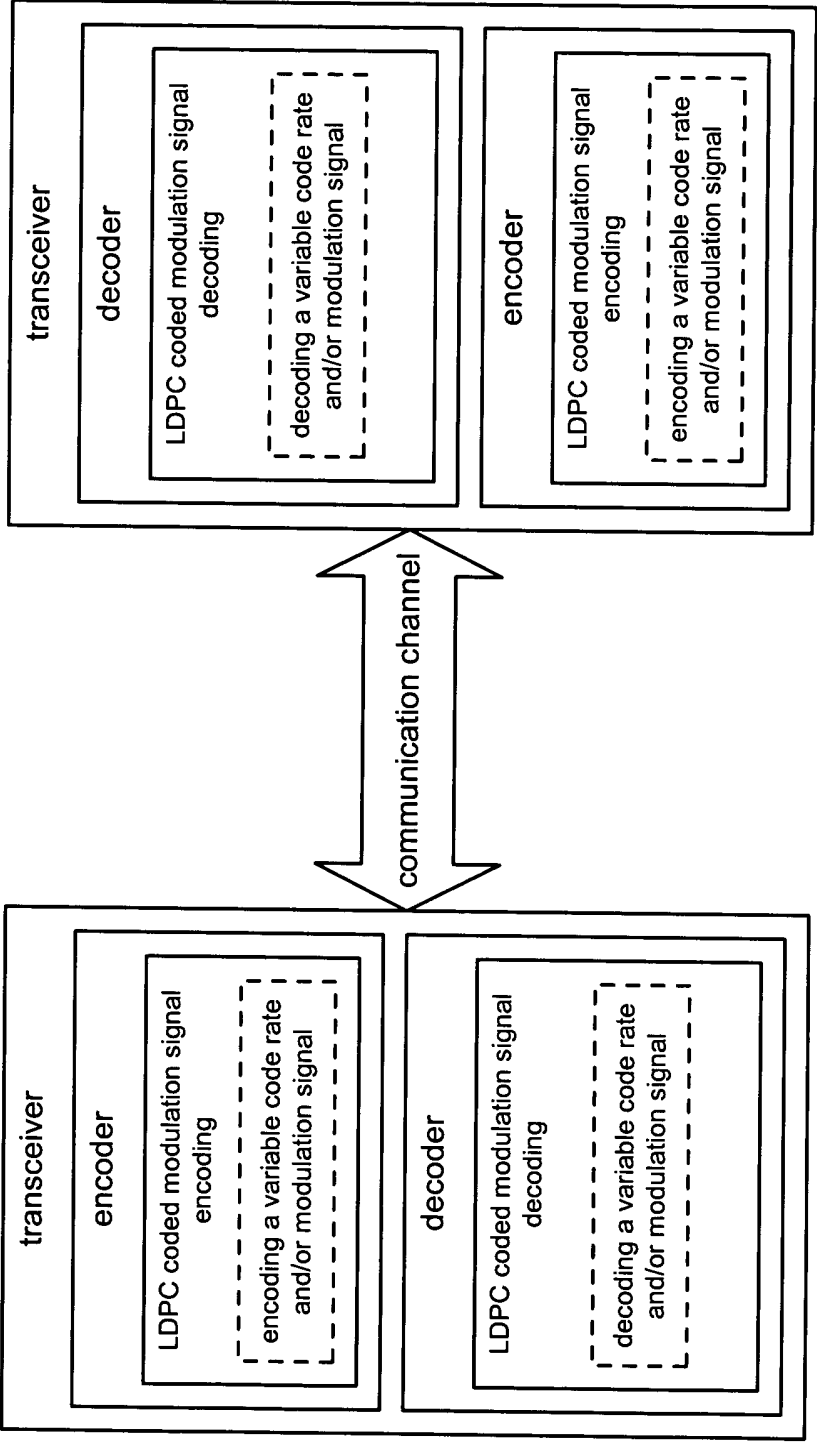 transceiver
encoder
LDPC coded modulation signal
encoding
encoding a variable code rate
and/or modulation signal
decoder
LDPC coded modulation signal
decoding
decoding a variable code rate
and/or modulation signal
communication channel
transceiver
decoder
LDPC coded modulation signal
decoding
decoding a variable code rate
and/or modulation signal
encoder
LDPC coded modulation signal
encoding
encoding a variable code rate
and/or modulation signal